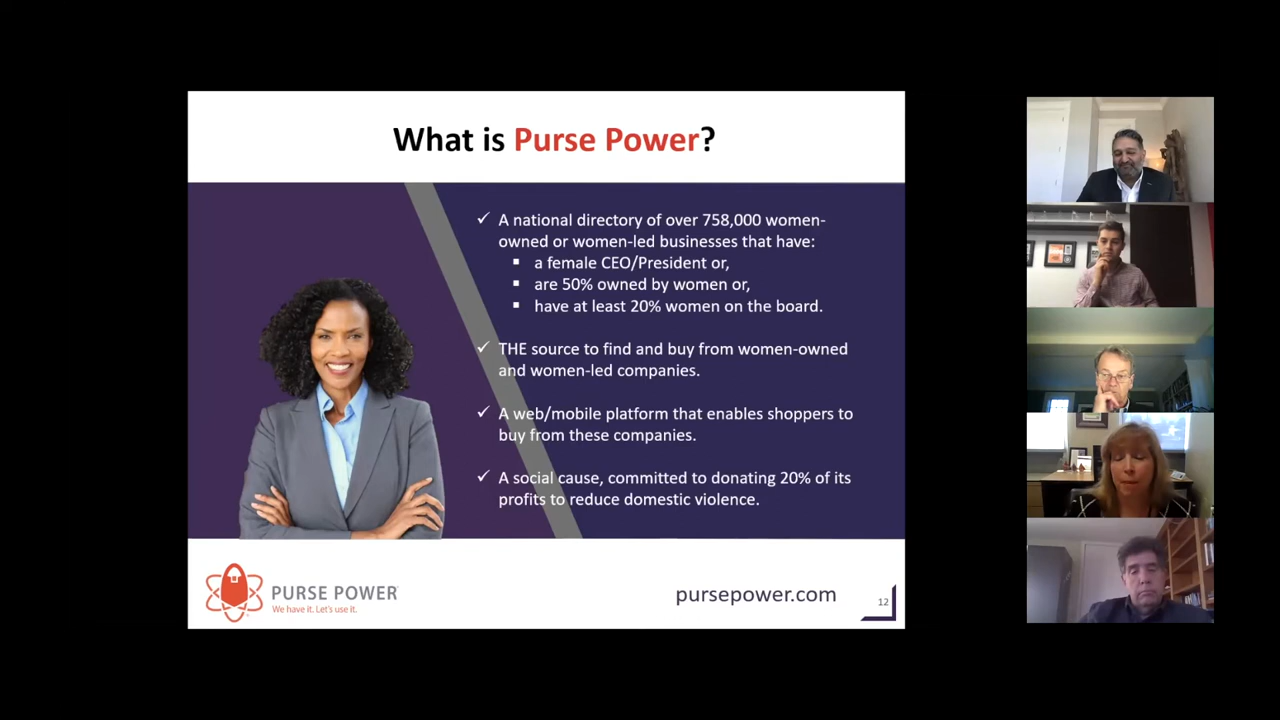 What is Purse Power?
✓ A national directory of over 758,000 women-
owned or women-led businesses that have:
▪ a female CEO/President or,
▪ are 50% owned by women or,
▪ have at least 20% women on the board.
✓ THE source to find and buy from women-owned
and women-led companies.
✓ A web/mobile platform that enables shoppers to
buy from these companies.
✓ A social cause, committed to donating 20% of its
profits to reduce domestic violence.
PURSE POWER
We have it. Let's use it.
pursepower.com
12